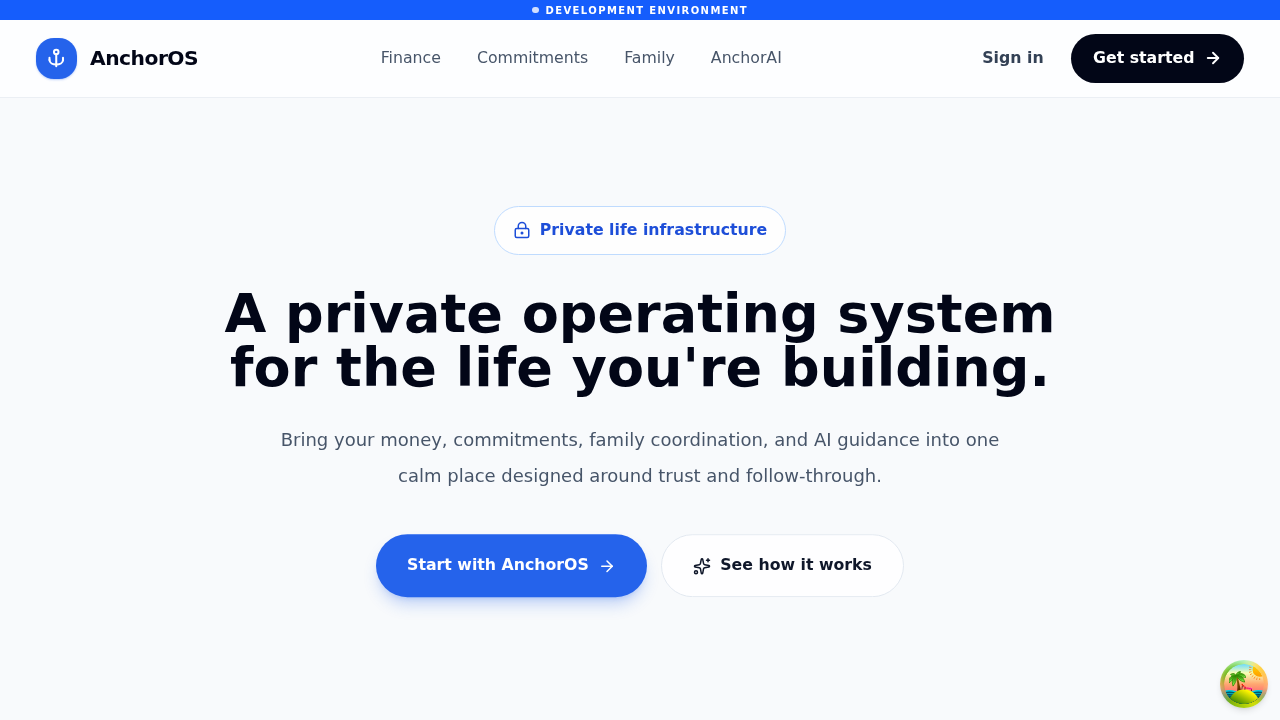 DEVELOPMENT ENVIRONMENT
AnchorOS
Finance
Commitments
Family
AnchorAI
Sign in
Get started
Private life infrastructure
A private operating system
for the life you're building.
Bring your money, commitments, family coordination, and AI guidance into one
calm place designed around trust and follow-through.
Start with AnchorOS
See how it works